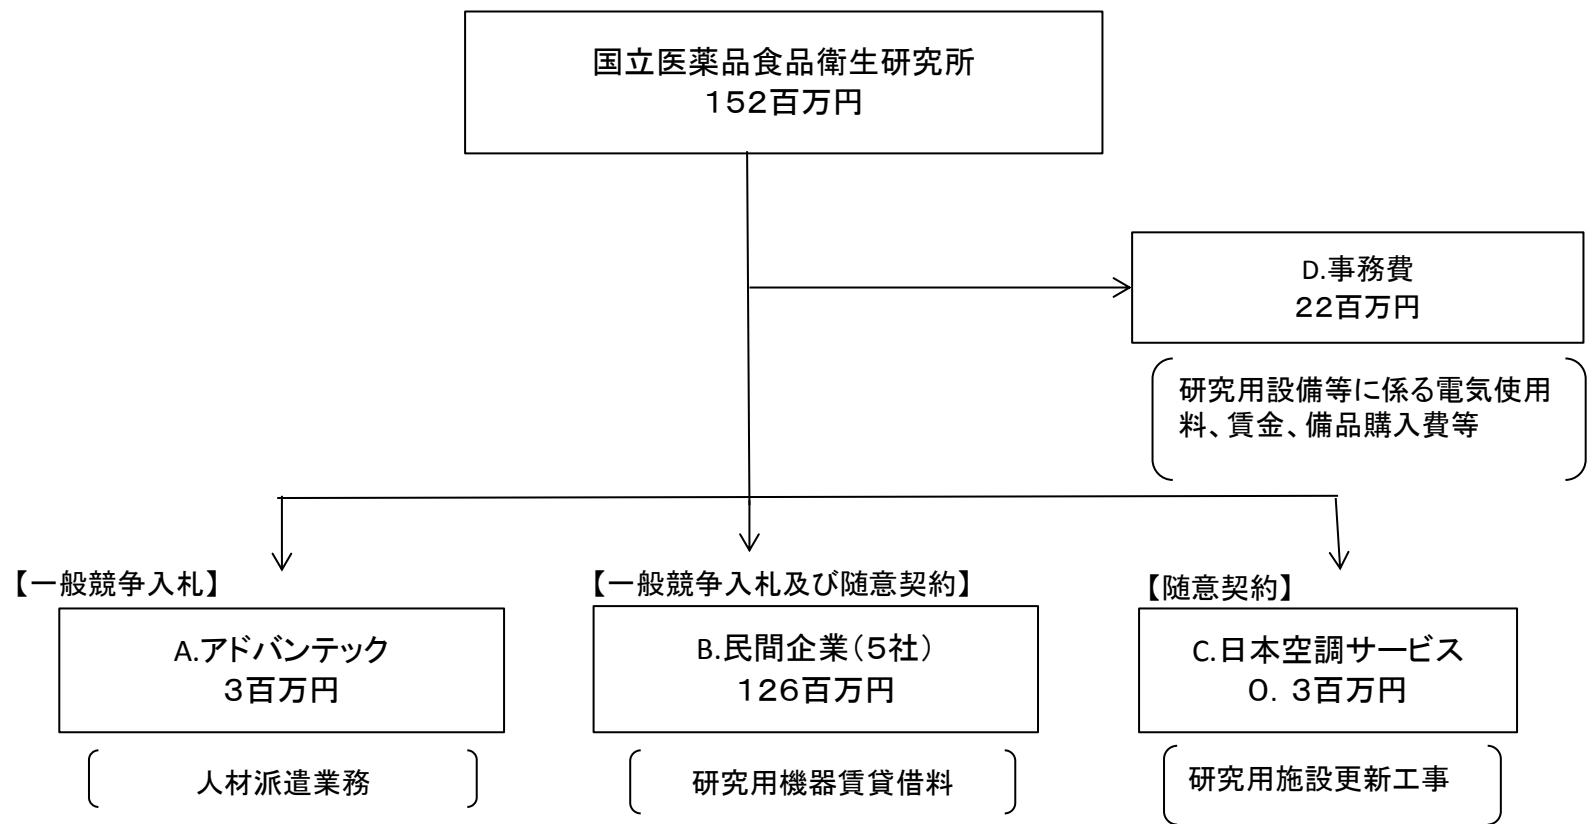 国立医薬品食品衛生研究所
152百万円
D.事務費
22百万円
研究用設備等に係る電気使用
料、賃金、備品購入費等
【一般競争入札】
A.アドバンテック
3百万円
人材派遣業務
【一般競争入札及び随意契約】
B.民間企業(5社)
126百万円
研究用機器賃貸借料
【随意契約】
C.日本空調サービス
0.3百万円
研究用施設更新工事